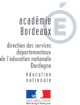 académie
Bordeaux
direction des services
départementaux
de l'éducation nationale
Dordogne
éducation
nationale